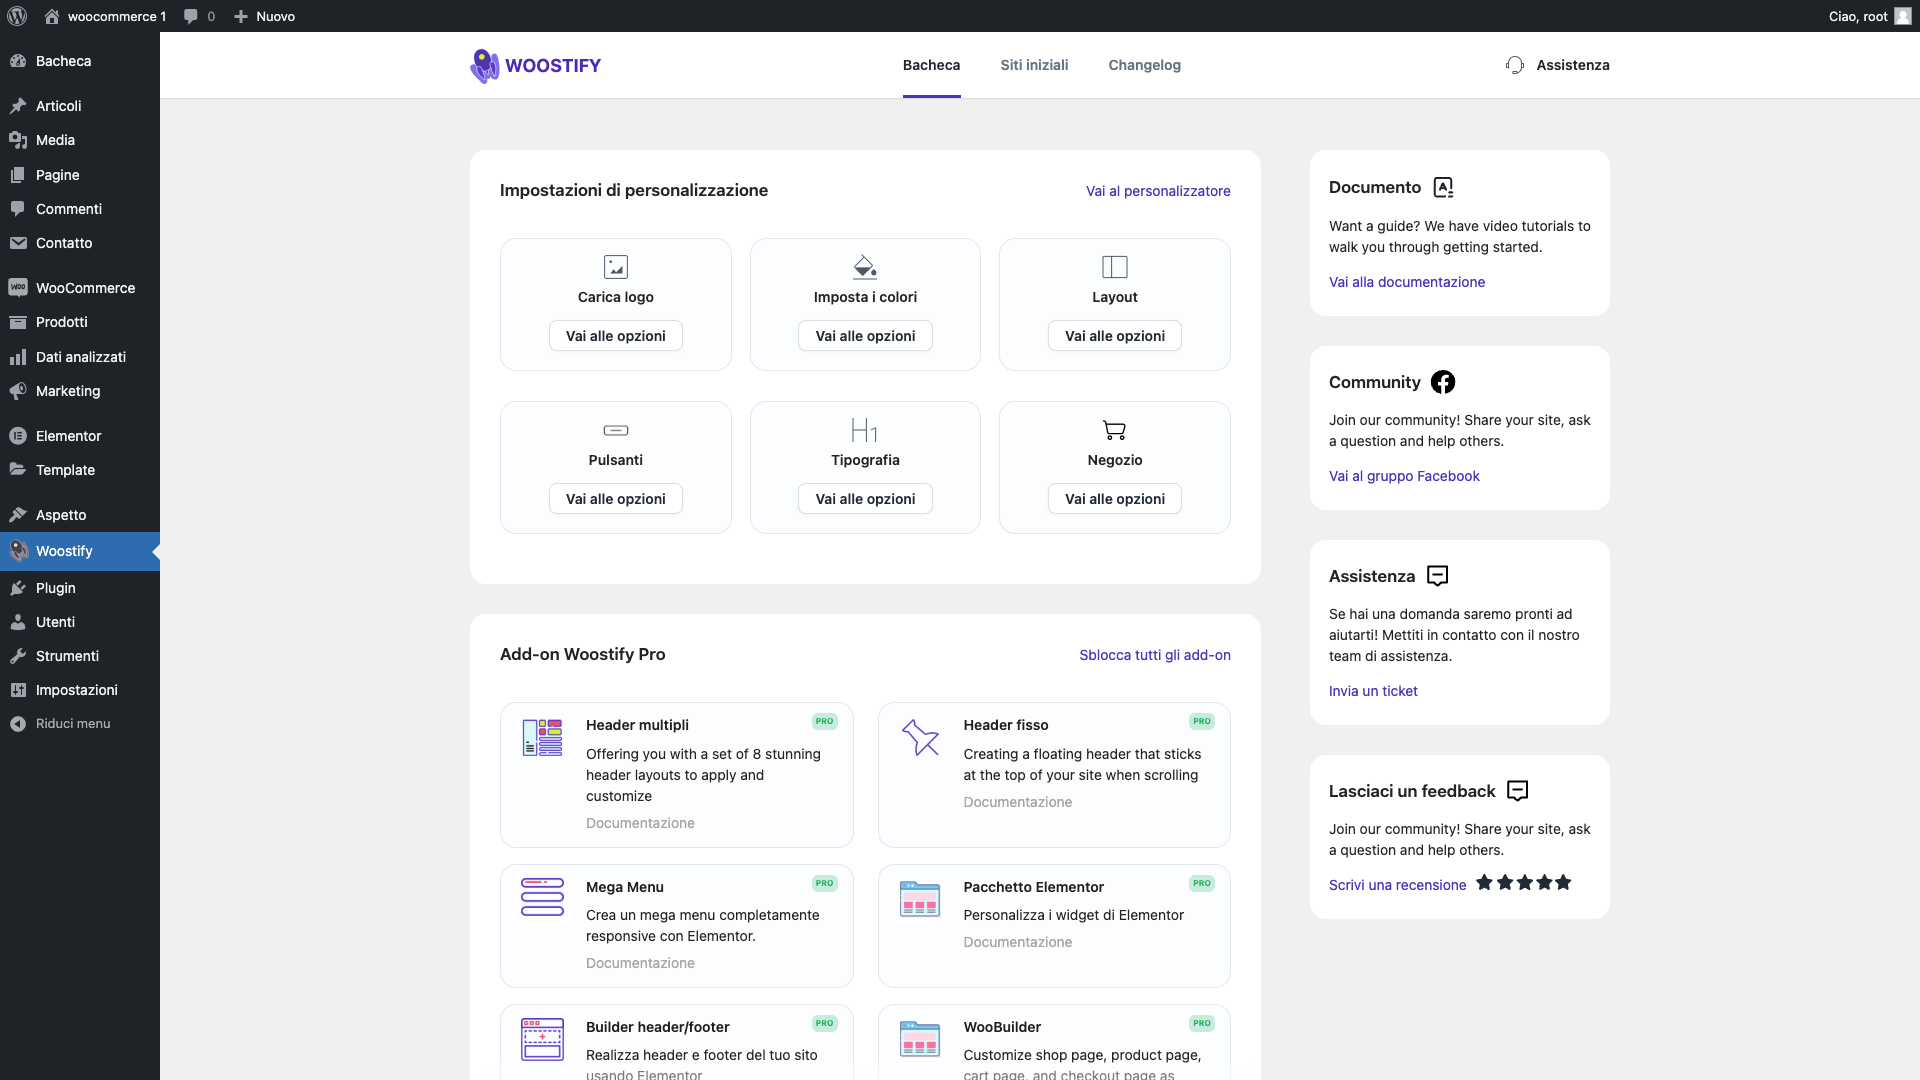 woocommerce 1
0
Nuovo
Ciao, root
Bacheca
Articoli
Media
Pagine
Commenti
Contatto
WooCommerce
Prodotti
Dati analizzati
Marketing
Elementor
Template
Aspetto
Woostify
Plugin
Utenti
Strumenti
Impostazioni
Riduci menu
WOOSTIFY
Bacheca
Siti iniziali
Changelog
Assistenza
Impostazioni di personalizzazione
Vai al personalizzatore
Carica logo
Vai alle opzioni
Imposta i colori
Vai alle opzioni
Layout
Vai alle opzioni
Pulsanti
Vai alle opzioni
H1
Tipografia
Vai alle opzioni
Negozio
Vai alle opzioni
Add-on Woostify Pro
Sblocca tutti gli add-on
Header multipli
PRO
Offering you with a set of 8 stunning
header layouts to apply and
customize
Documentazione
Header fisso
PRO
Creating a floating header that sticks
at the top of your site when scrolling
Documentazione
Mega Menu
PRO
Crea un mega menu completamente
responsive con Elementor.
Documentazione
Pacchetto Elementor
PRO
Personalizza i widget di Elementor
Documentazione
Builder header/footer
PRO
Realizza header e footer del tuo sito
usando Elementor
WooBuilder
PRO
Customize shop page, product page,
cart page, and checkout page as
Documento
Want a guide? We have video tutorials to
walk you through getting started.
Vai alla documentazione
Community
Join our community! Share your site, ask
a question and help others.
Vai al gruppo Facebook
Assistenza
Se hai una domanda saremo pronti ad
aiutarti! Mettiti in contatto con il nostro
team di assistenza.
Invia un ticket
Lasciaci un feedback
Join our community! Share your site, ask
a question and help others.
Scrivi una recensione